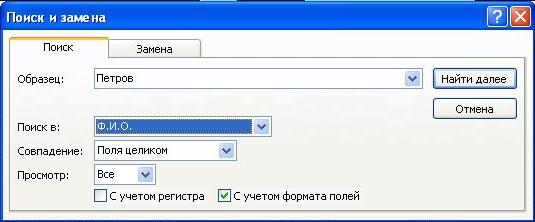 Поиск и замена
Поиск Замена
Образец: Петров Найти далее
Отмена
Поиск в: Ф.И.О.
Совпадение: Поля целиком
Просмотр: Все
С учетом регистра С учетом формата полей